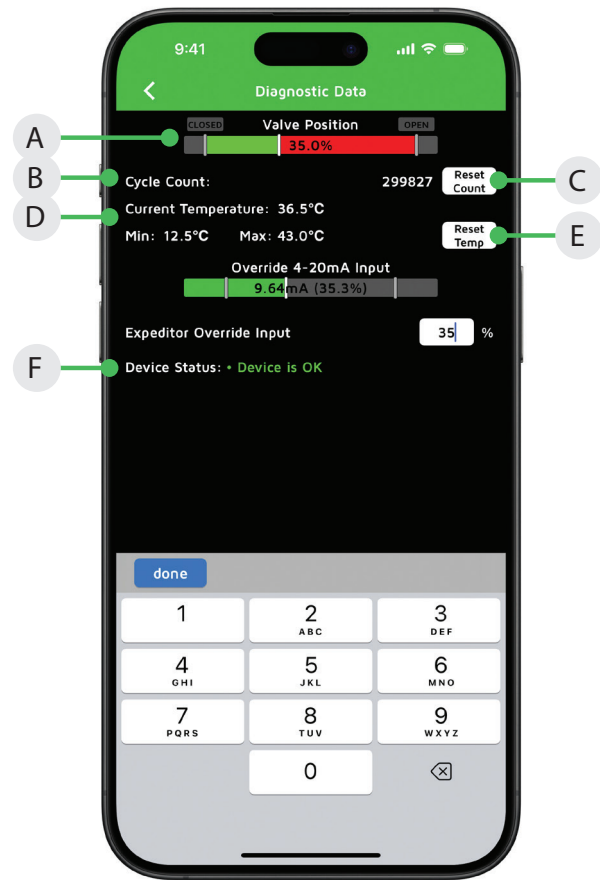 9:41
Diagnostic Data
CLOSED Valve Position OPEN
A
35.0%
B
Cycle Count: 299827 Reset Count
C
D
Current Temperature: 36.5°C
Min: 12.5°C Max: 43.0°C Reset Temp
E
Override 4-20mA Input
9.64mA (35.3%)
Expeditor Override Input 35 %
F
Device Status: • Device is OK
done
1 2 3
ABC DEF
4 5 6
GHI JKL MNO
7 8 9
PQRS TUV WXYZ
0